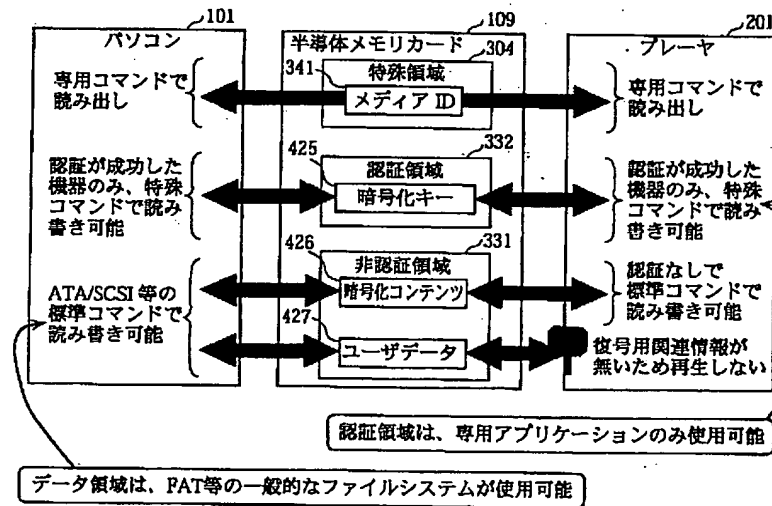 101
パソコン
専用コマンドで
読み出し
認証が成功した
機器のみ、特殊
コマンドで読み
書き可能
ATA/SCSI 等の
標準コマンドで
読み書き可能
109
半導体メモリカード
304
特殊領域
341
メディア ID
332
認証領域
425
暗号化キー
331
非認証領域
426
暗号化コンテンツ
427
ユーザデータ
201
プレーヤ
専用コマンドで
読み出し
認証が成功した
機器のみ、特殊
コマンドで読み
書き可能
認証なしで
標準コマンドで
読み書き可能
復号用関連情報が
無いため再生しない
認証領域は、専用アプリケーションのみ使用可能
データ領域は、FAT等の一般的なファイルシステムが使用可能